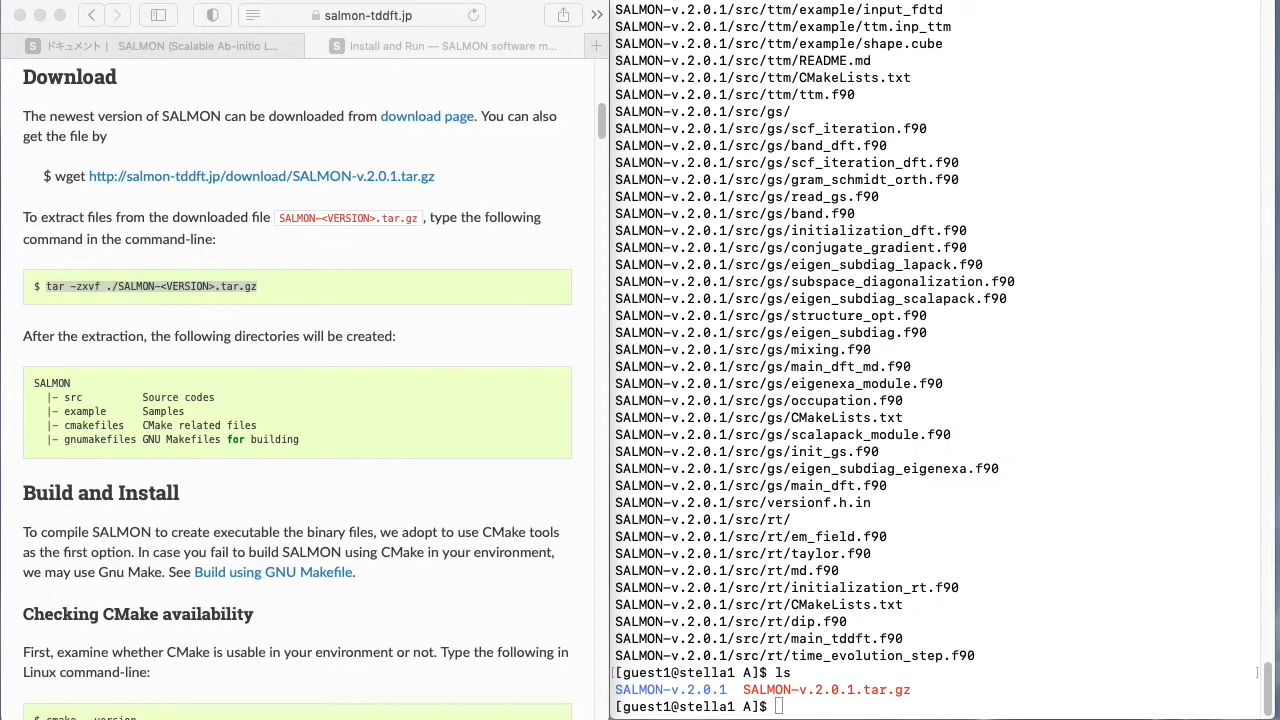 salmon-tddft.jp
ドキュメント | SALMON (Scalable Ab-initio L...
Install and Run — SALMON software m...
Download
The newest version of SALMON can be downloaded from download page. You can also
get the file by
$ wget http://salmon-tddft.jp/download/SALMON-v.2.0.1.tar.gz
To extract files from the downloaded file SALMON-<VERSION>.tar.gz, type the following
command in the command-line:
$ tar -zxvf ./SALMON-<VERSION>.tar.gz
After the extraction, the following directories will be created:
SALMON
|- src Source codes
|- example Samples
|- cmakefiles CMake related files
|- gnumakefiles GNU Makefiles for building
Build and Install
To compile SALMON to create executable the binary files, we adopt to use CMake tools
as the first option. In case you fail to build SALMON using CMake in your environment,
we may use Gnu Make. See Build using GNU Makefile.
Checking CMake availability
First, examine whether CMake is usable in your environment or not. Type the following in
Linux command-line:
$ cmake --version
SALMON-v.2.0.1/src/ttm/example/input_fdtd
SALMON-v.2.0.1/src/ttm/example/ttm.inp_ttm
SALMON-v.2.0.1/src/ttm/example/shape.cube
SALMON-v.2.0.1/src/ttm/README.md
SALMON-v.2.0.1/src/ttm/CMakeLists.txt
SALMON-v.2.0.1/src/ttm/ttm.f90
SALMON-v.2.0.1/src/gs/
SALMON-v.2.0.1/src/gs/scf_iteration.f90
SALMON-v.2.0.1/src/gs/band_dft.f90
SALMON-v.2.0.1/src/gs/scf_iteration_dft.f90
SALMON-v.2.0.1/src/gs/gram_schmidt_orth.f90
SALMON-v.2.0.1/src/gs/read_gs.f90
SALMON-v.2.0.1/src/gs/band.f90
SALMON-v.2.0.1/src/gs/initialization_dft.f90
SALMON-v.2.0.1/src/gs/conjugate_gradient.f90
SALMON-v.2.0.1/src/gs/eigen_subdiag_lapack.f90
SALMON-v.2.0.1/src/gs/subspace_diagonalization.f90
SALMON-v.2.0.1/src/gs/eigen_subdiag_scalapack.f90
SALMON-v.2.0.1/src/gs/structure_opt.f90
SALMON-v.2.0.1/src/gs/eigen_subdiag.f90
SALMON-v.2.0.1/src/gs/mixing.f90
SALMON-v.2.0.1/src/gs/main_dft_md.f90
SALMON-v.2.0.1/src/gs/eigenexa_module.f90
SALMON-v.2.0.1/src/gs/occupation.f90
SALMON-v.2.0.1/src/gs/CMakeLists.txt
SALMON-v.2.0.1/src/gs/scalapack_module.f90
SALMON-v.2.0.1/src/gs/init_gs.f90
SALMON-v.2.0.1/src/gs/eigen_subdiag_eigenexa.f90
SALMON-v.2.0.1/src/gs/main_dft.f90
SALMON-v.2.0.1/src/versionf.h.in
SALMON-v.2.0.1/src/rt/
SALMON-v.2.0.1/src/rt/em_field.f90
SALMON-v.2.0.1/src/rt/taylor.f90
SALMON-v.2.0.1/src/rt/md.f90
SALMON-v.2.0.1/src/rt/initialization_rt.f90
SALMON-v.2.0.1/src/rt/CMakeLists.txt
SALMON-v.2.0.1/src/rt/dip.f90
SALMON-v.2.0.1/src/rt/main_tddft.f90
SALMON-v.2.0.1/src/rt/time_evolution_step.f90
[guest1@stella1 A]$ ls
SALMON-v.2.0.1 SALMON-v.2.0.1.tar.gz
[guest1@stella1 A]$